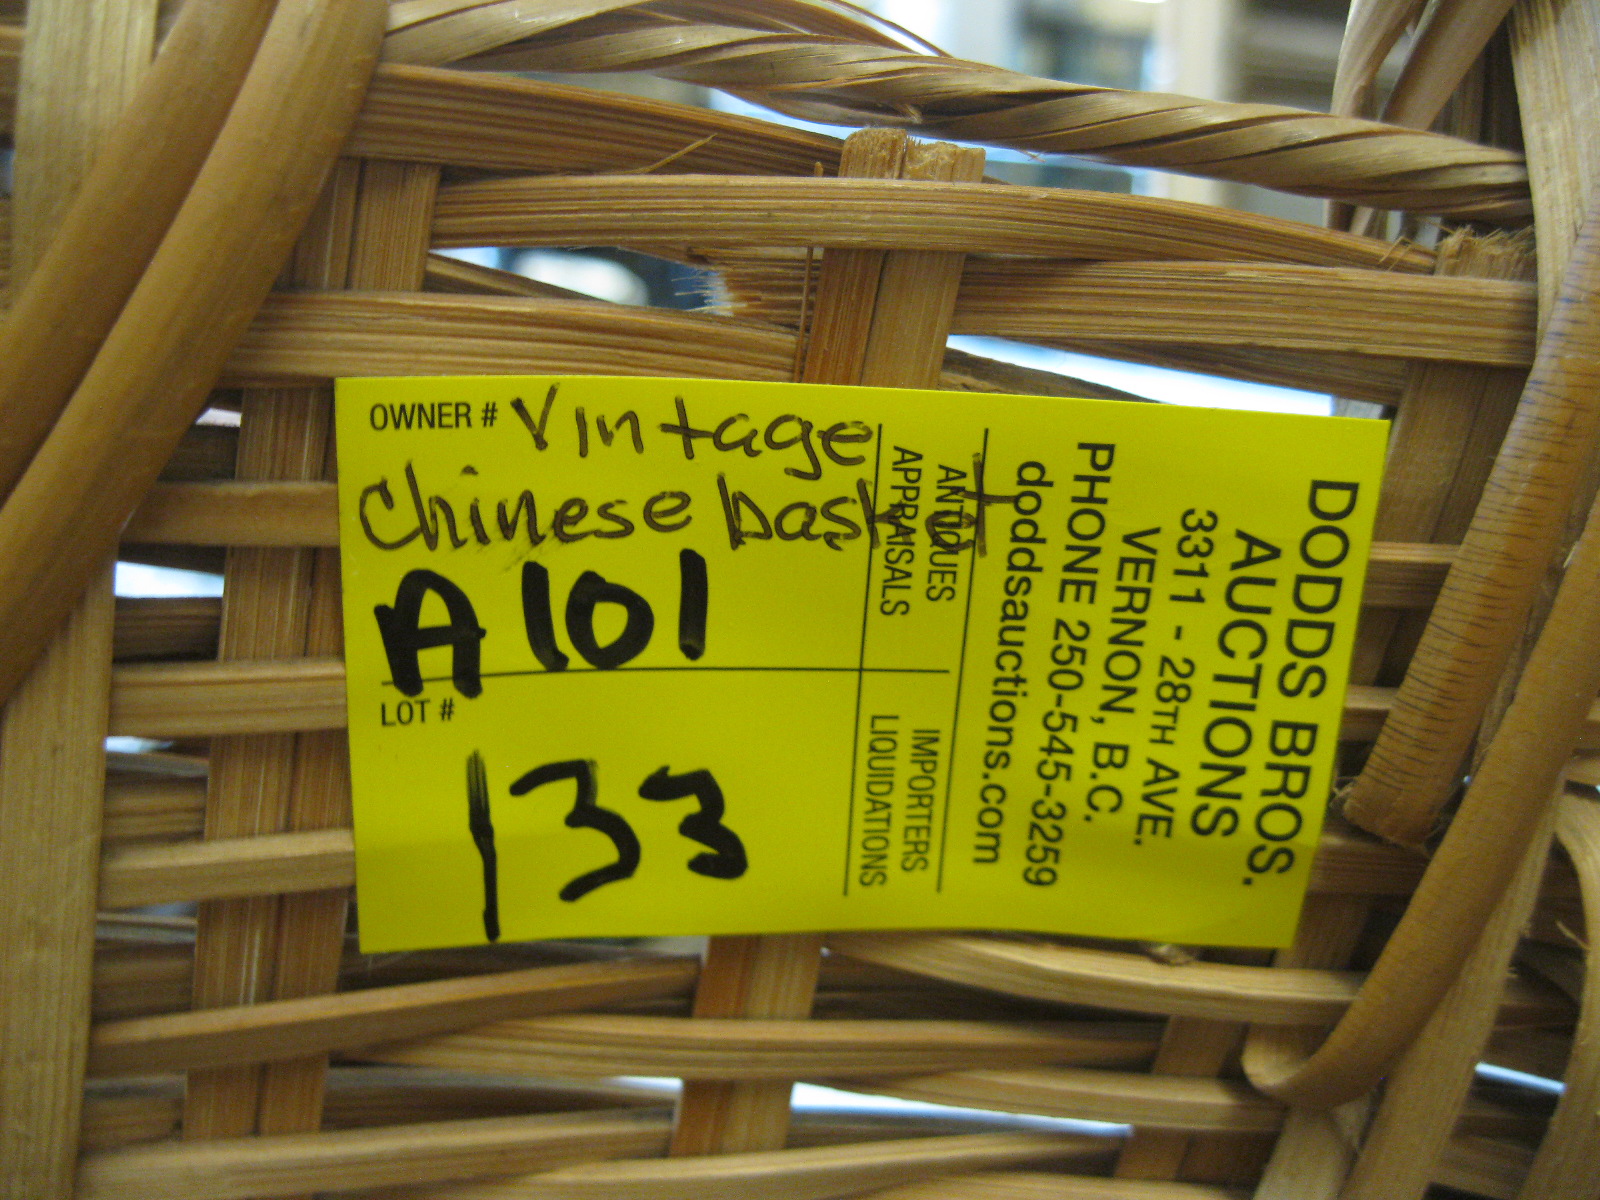 OWNER # Vintage
Chinese basket
A101
LOT #
133
DODDS BROS.
AUCTIONS
3311 - 28TH AVE.
VERNON, B.C.
PHONE 250-545-3259
doddsauctions.com
ANTIQUES
APPRAISALS
IMPORTERS
LIQUIDATIONS